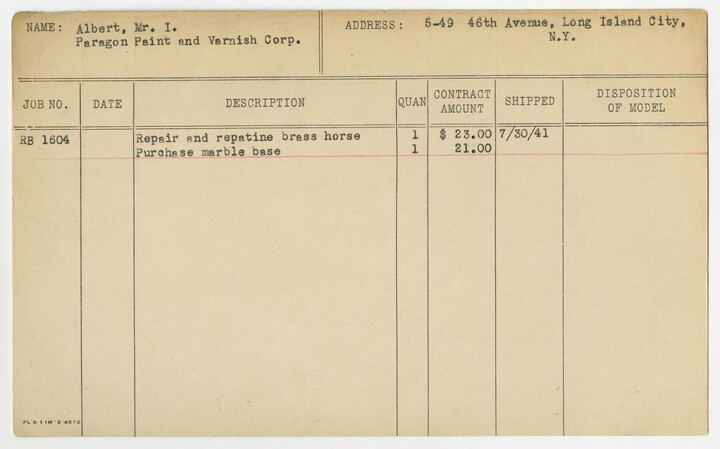 NAME: Albert, Mr. I. ADDRESS: 5-49 46th Avenue, Long Island City,
Paragon Paint and Varnish Corp. N.Y.
JOB NO. DATE DESCRIPTION QUAN CONTRACT AMOUNT SHIPPED DISPOSITION OF MODEL
RB 1604 Repair and repatine brass horse 1 $ 23.00 7/30/41
Purchase marble base 1 21.00